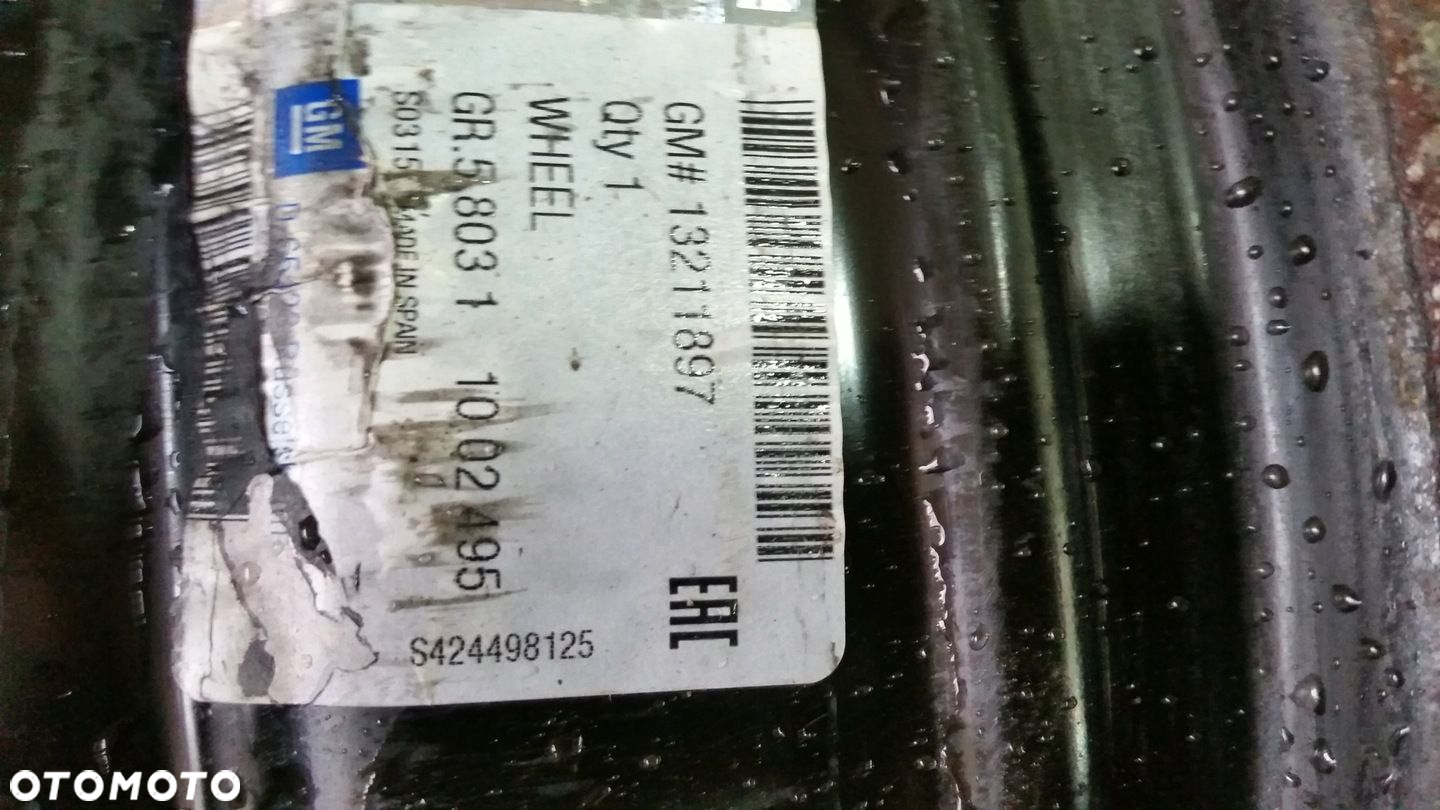 GM# 13211897
EAC
Qty 1
WHEEL
GR.5 803 1 10 02 495
S0315 MADE IN SPAIN
S424498125
GM
OTOMOTO